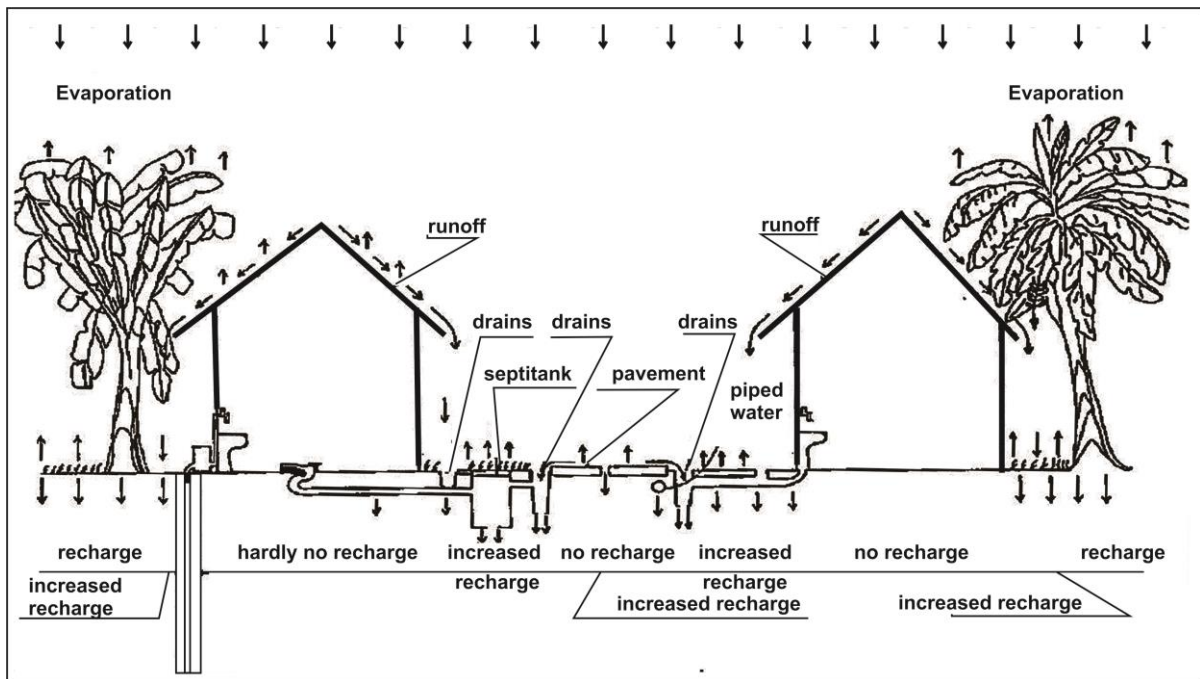 Evaporation
Evaporation
runoff
runoff
drains
drains
drains
septitank
pavement
piped
water
recharge
hardly no recharge
increased
recharge
no recharge
increased
recharge
no recharge
recharge
increased
recharge
increased recharge
increased recharge